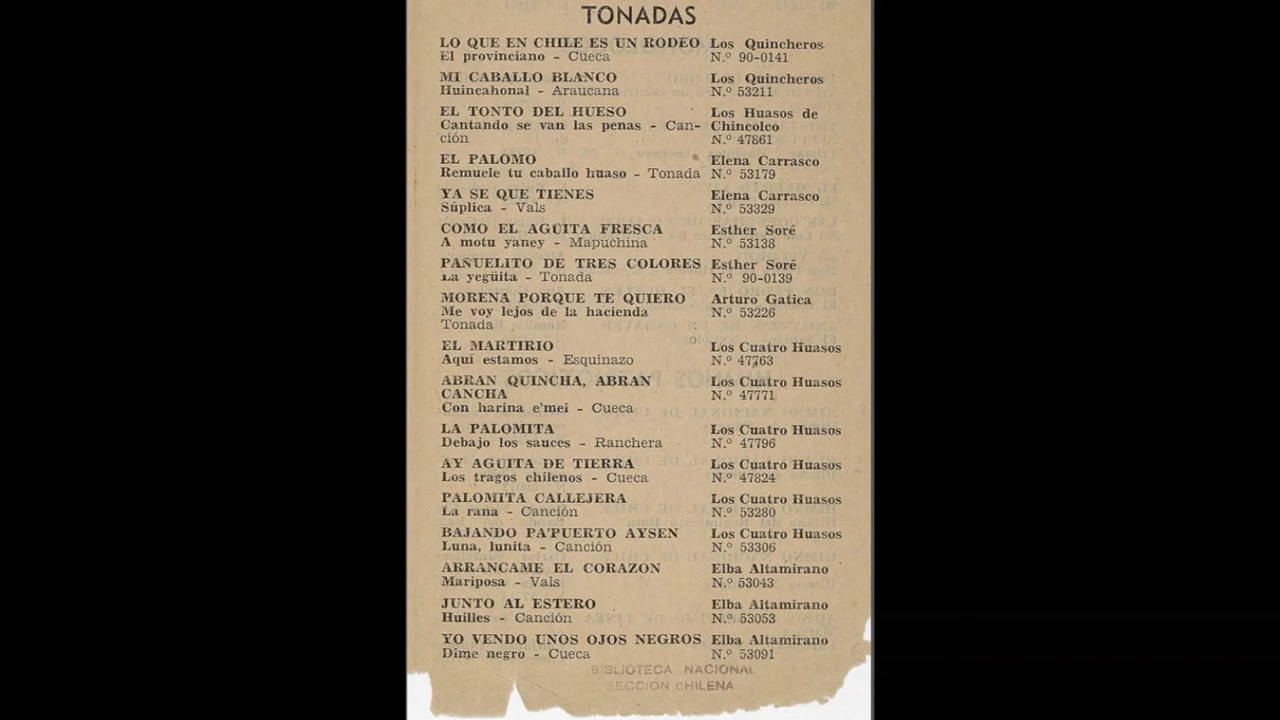 TONADAS
LO QUE EN CHILE ES UN RODEO Los Quincheros
El provinciano - Cueca N.º 90-0141
MI CABALLO BLANCO Los Quincheros
Huincahonal - Araucana N.º 53211
EL TONTO DEL HUESO Los Huasos de
Cantando se van las penas - Can- Chincolco
ción N.º 47861
EL PALOMO Elena Carrasco
Remuele tu caballo huaso - Tonada N.º 53179
YA SE QUE TIENES Elena Carrasco
Súplica - Vals N.º 53329
COMO EL AGUITA FRESCA Esther Soré
A motu yaney - Mapuchina N.º 53138
PAÑUELITO DE TRES COLORES Esther Soré
La yegüita - Tonada N.º 90-0139
MORENA PORQUE TE QUIERO Arturo Gatica
Me voy lejos de la hacienda N.º 53226
Tonada
EL MARTIRIO Los Cuatro Huasos
Aquí estamos - Esquinazo N.º 47763
ABRAN QUINCHA, ABRAN Los Cuatro Huasos
CANCHA N.º 47771
Con harina e'mei - Cueca
LA PALOMITA Los Cuatro Huasos
Debajo los sauces - Ranchera N.º 47796
AY AGUITA DE TIERRA Los Cuatro Huasos
Los tragos chilenos - Cueca N.º 47824
PALOMITA CALLEJERA Los Cuatro Huasos
La rana - Canción N.º 53280
BAJANDO PA'PUERTO AYSEN Los Cuatro Huasos
Luna, lunita - Canción N.º 53306
ARRANCAME EL CORAZON Elba Altamirano
Mariposa - Vals N.º 53043
JUNTO AL ESTERO Elba Altamirano
Huilles - Canción N.º 53053
YO VENDO UNOS OJOS NEGROS Elba Altamirano
Dime negro - Cueca N.º 53091
BIBLIOTECA NACIONAL
SECCION CHILENA